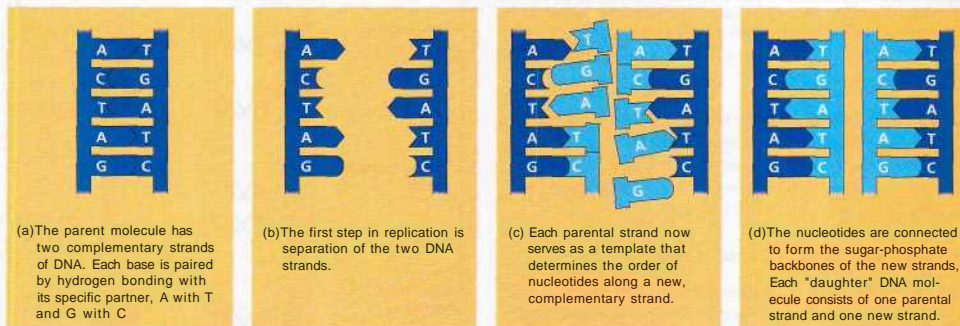 A T
C G
T A
A T
G C
(a)The parent molecule has
two complementary strands
of DNA. Each base is paired
by hydrogen bonding with
its specific partner, A with T
and G with C
A T
C G
T A
A T
G C
(b)The first step in replication is
separation of the two DNA
strands.
A T A T
C G C G
T A T A
A T A T
G C G C
(c) Each parental strand now
serves as a template that
determines the order of
nucleotides along a new,
complementary strand.
A T A T
C G C G
T A T A
A T A T
G C G C
(d)The nucleotides are connected
to form the sugar-phosphate
backbones of the new strands,
Each "daughter" DNA mol-
ecule consists of one parental
strand and one new strand.